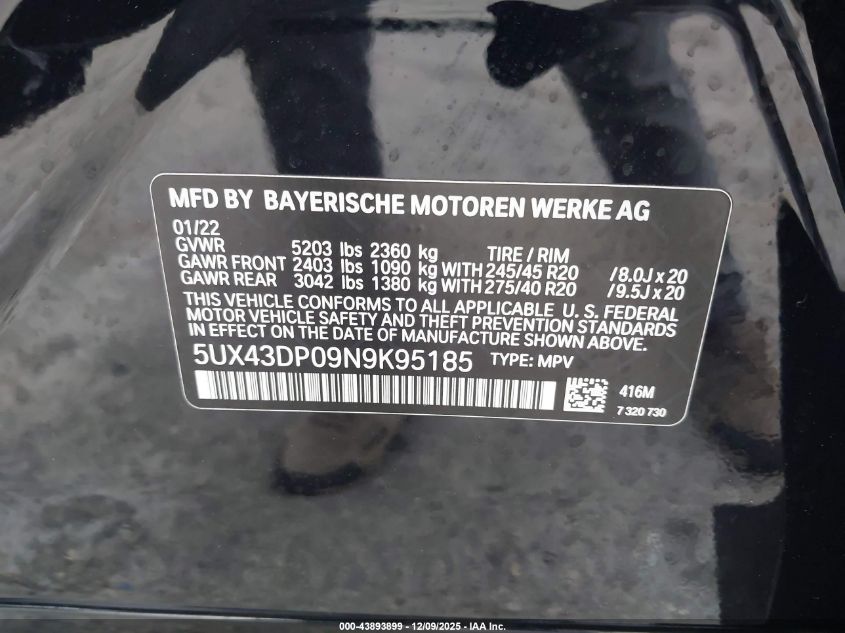 MFD BY BAYERISCHE MOTOREN WERKE AG
01/22
GVWR 5203 lbs 2360 kg TIRE / RIM
GAWR FRONT 2403 lbs 1090 kg WITH 245/45 R20 /8.0J x 20
GAWR REAR 3042 lbs 1380 kg WITH 275/40 R20 /9.5J x 20
THIS VEHICLE CONFORMS TO ALL APPLICABLE U. S. FEDERAL
MOTOR VEHICLE SAFETY AND THEFT PREVENTION STANDARDS
IN EFFECT ON THE DATE OF MANUFACTURE SHOWN ABOVE.
5UX43DP09N9K95185 TYPE: MPV
416M
7 320 730
000-43893899 - 12/09/2025 - IAA Inc.